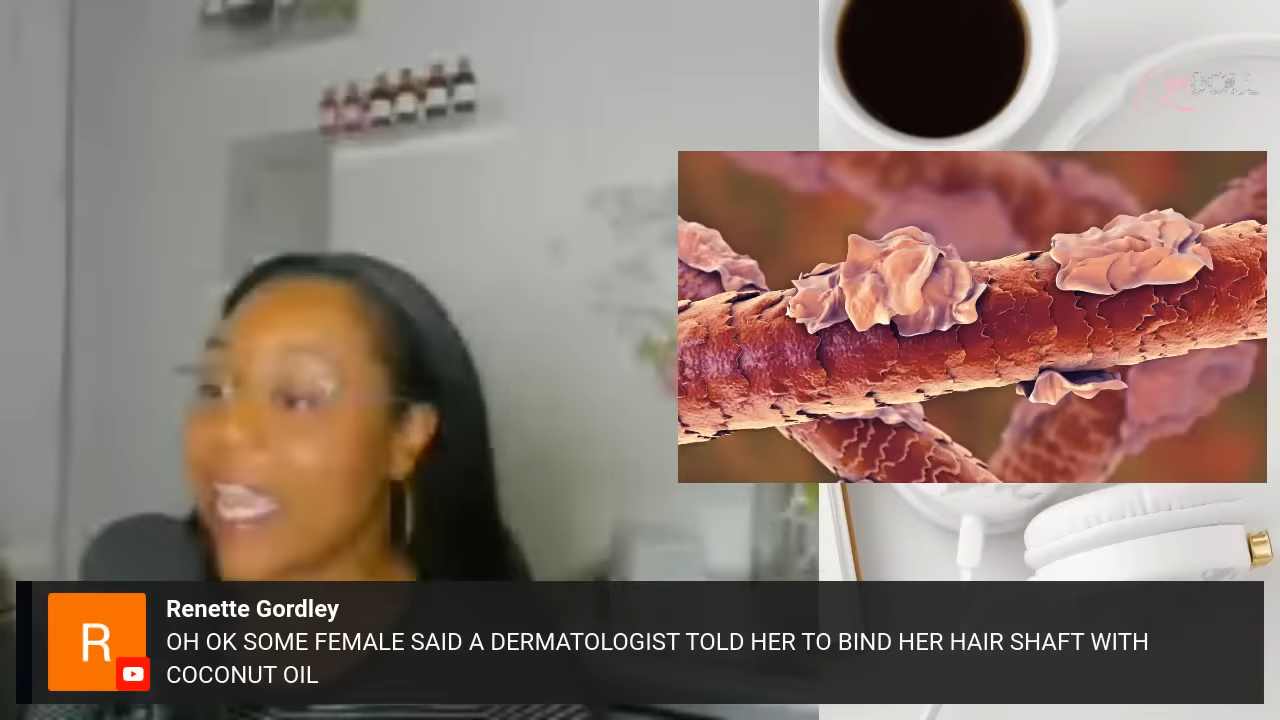 Renette Gordley
OH OK SOME FEMALE SAID A DERMATOLOGIST TOLD HER TO BIND HER HAIR SHAFT WITH
COCONUT OIL
R